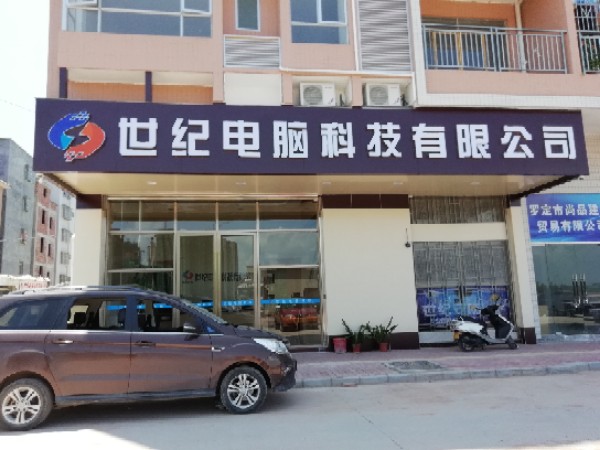 世纪电脑科技有限公司
罗定市尚品建
贸易有限公司